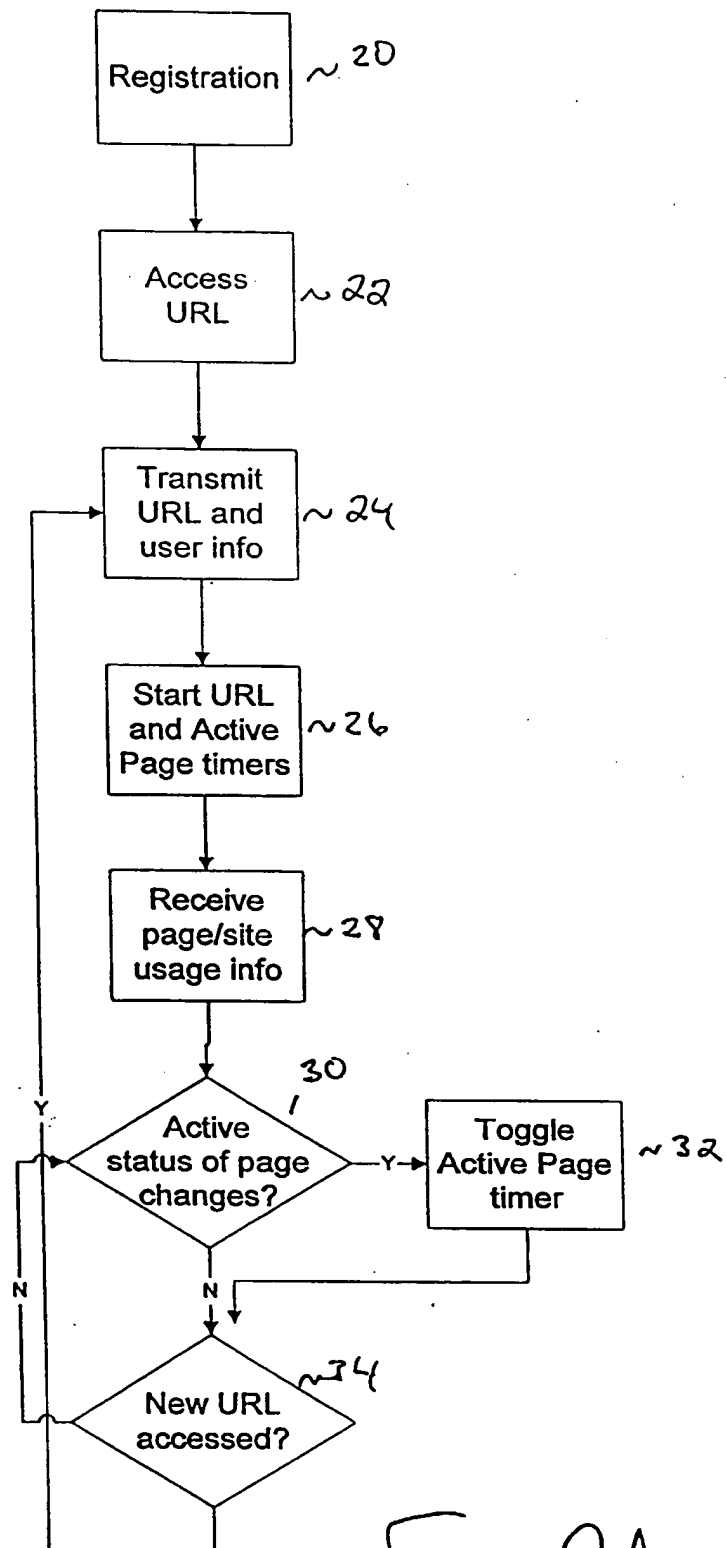 Registration
~ 20
Access
URL
~ 22
Transmit
URL and
user info
~ 24
Start URL
and Active
Page timers
~26
Receive
page/site
usage info
~28
30
Active
status of page
changes?
Y
Y
Toggle
Active Page
timer
~32
N
N
~34
New URL
accessed?